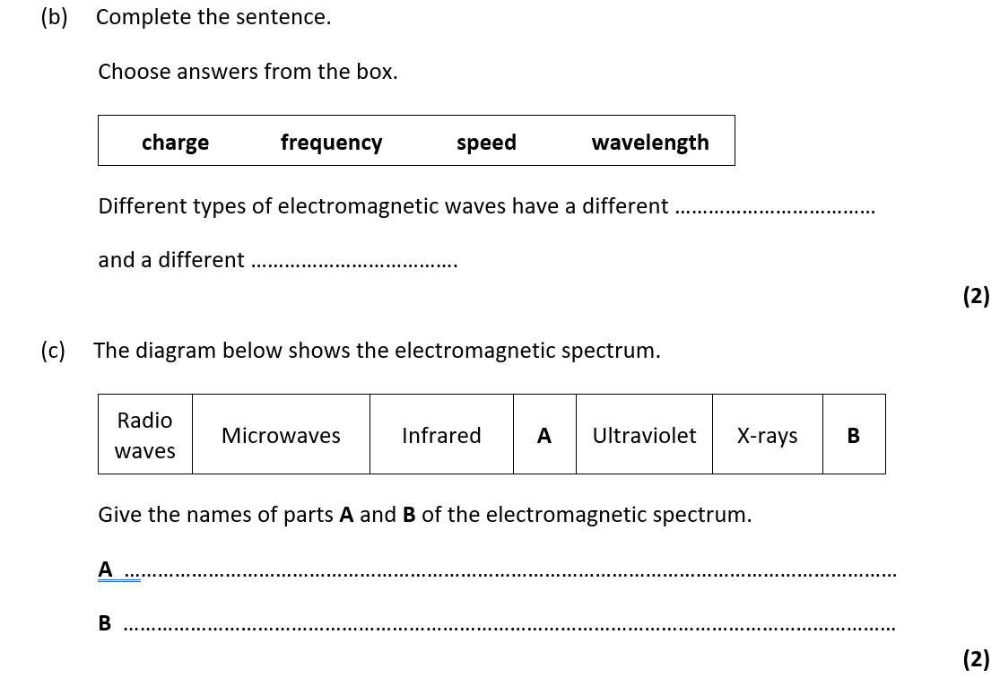 (b) Complete the sentence.
Choose answers from the box.
charge frequency speed wavelength
Different types of electromagnetic waves have a different ....................................
and a different .....................................
(2)
(c) The diagram below shows the electromagnetic spectrum.
Radio
waves
Microwaves
Infrared
A
Ultraviolet
X-rays
B
Give the names of parts A and B of the electromagnetic spectrum.
A ....................................................................................................
B ....................................................................................................
(2)